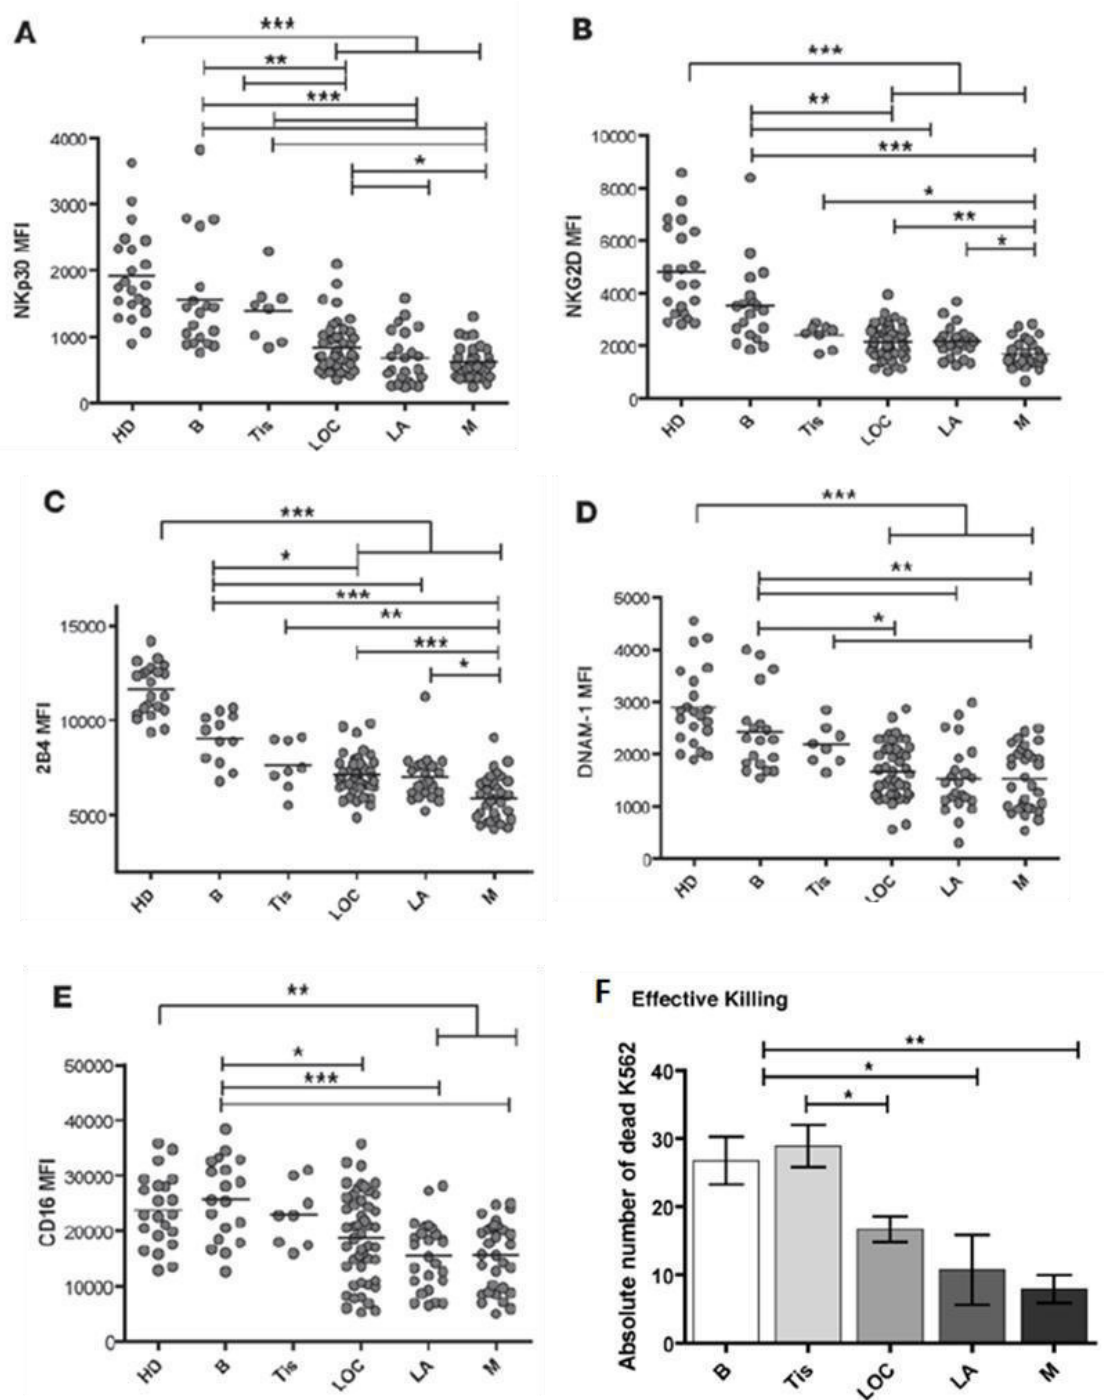 A
***
**
***
*
4000
3000
2000
1000
0
NKp30 MFI
HD
B
Tis
LOC
LA
M
B
***
**
***
*
**
*
10000
8000
6000
4000
2000
0
NKG2D MFI
HD
B
Tis
LOC
LA
M
C
***
*
***
**
***
*
15000
10000
5000
2B4 MFI
HD
B
Tis
LOC
LA
M
D
***
**
*
5000
4000
3000
2000
1000
0
DNAM-1 MFI
HD
B
Tis
LOC
LA
M
E
**
*
***
50000
40000
30000
20000
10000
0
CD16 MFI
HD
B
Tis
LOC
LA
M
F Effective Killing
**
*
*
40
30
20
10
0
Absolute number of dead K562
B
Tis
LOC
LA
M